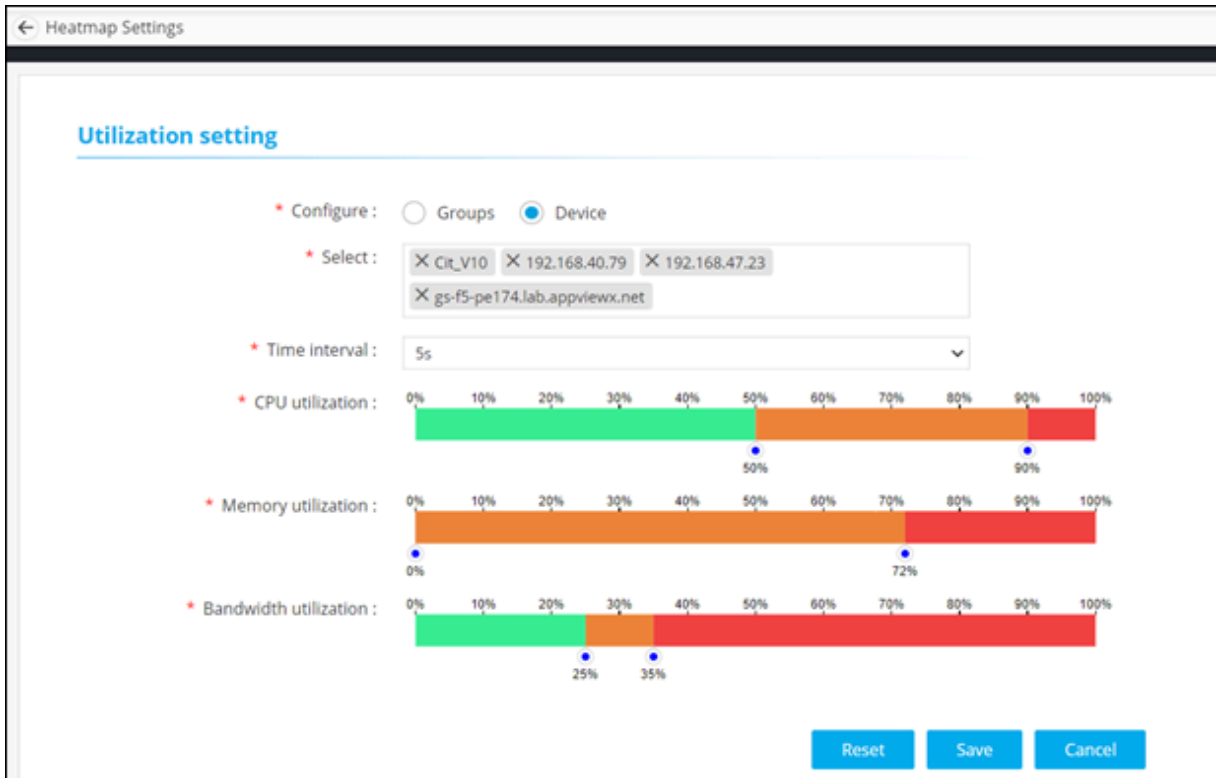 Heatmap Settings
Utilization setting
* Configure : Groups Device
* Select : × Cit_V10 × 192.168.40.79 × 192.168.47.23
× gs-f5-pe174.lab.appviewx.net
* Time interval : 5s
* CPU utilization : 0% 10% 20% 30% 40% 50% 60% 70% 80% 90% 100%
50% 90%
* Memory utilization : 0% 10% 20% 30% 40% 50% 60% 70% 80% 90% 100%
0% 72%
* Bandwidth utilization : 0% 10% 20% 30% 40% 50% 60% 70% 80% 90% 100%
25% 35%
Reset Save Cancel